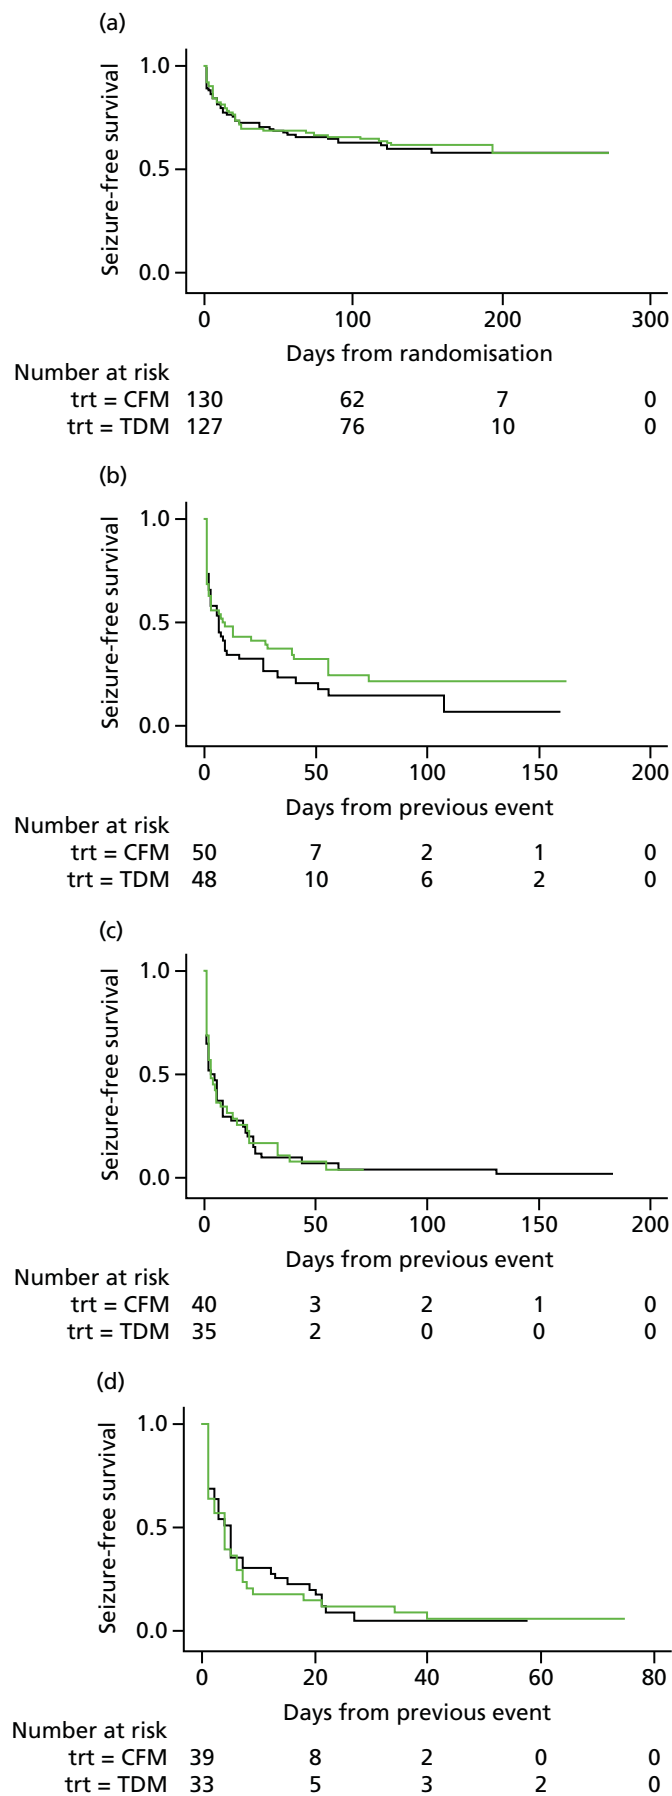 (a)
1.0
0.5
0.0
Seizure-free survival
0 100 200 300
Days from randomisation
Number at risk
trt = CFM 130 62 7 0
trt = TDM 127 76 10 0
(b)
1.0
0.5
0.0
Seizure-free survival
0 50 100 150 200
Days from previous event
Number at risk
trt = CFM 50 7 2 1 0
trt = TDM 48 10 6 2 0
(c)
1.0
0.5
0.0
Seizure-free survival
0 50 100 150 200
Days from previous event
Number at risk
trt = CFM 40 3 2 1 0
trt = TDM 35 2 0 0 0
(d)
1.0
0.5
0.0
Seizure-free survival
0 20 40 60 80
Days from previous event
Number at risk
trt = CFM 39 8 2 0 0
trt = TDM 33 5 3 2 0